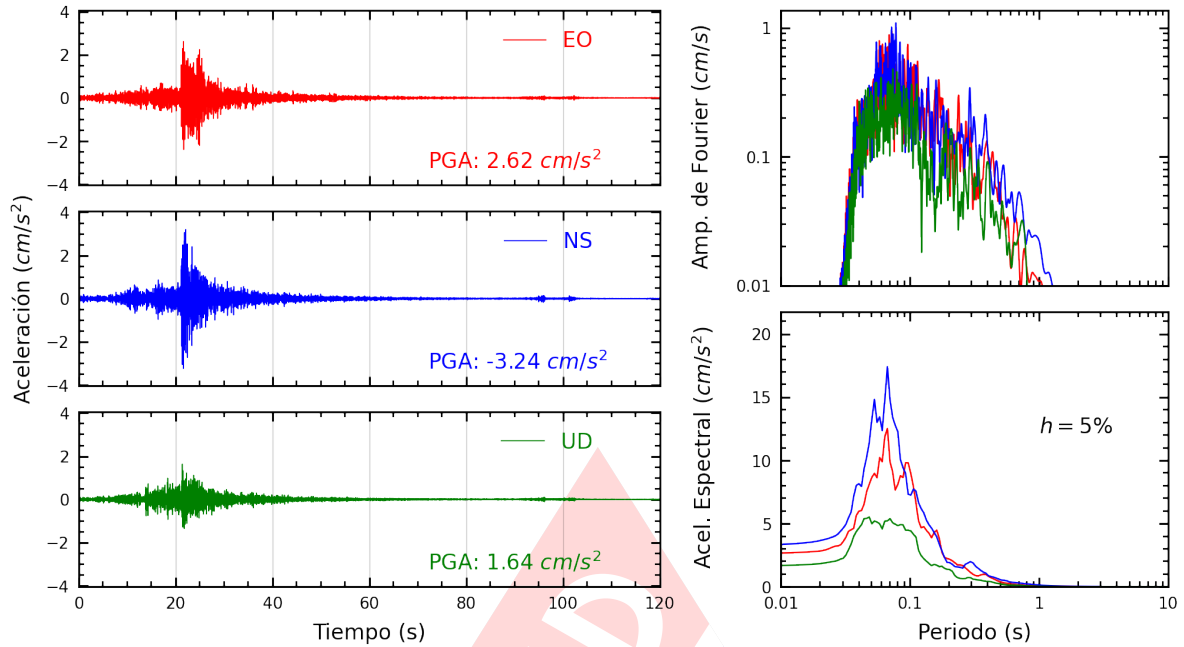 Aceleración (cm/s²)
4
2
0
−2
−4
EO
PGA: 2.62 cm/s²
4
2
0
−2
−4
NS
PGA: -3.24 cm/s²
4
2
0
−2
−4
UD
PGA: 1.64 cm/s²
0 20 40 60 80 100 120
Tiempo (s)
Amp. de Fourier (cm/s)
1
0.1
0.01
Acel. Espectral (cm/s²)
20
15
10
5
0
h = 5%
0.01 0.1 1 10
Periodo (s)